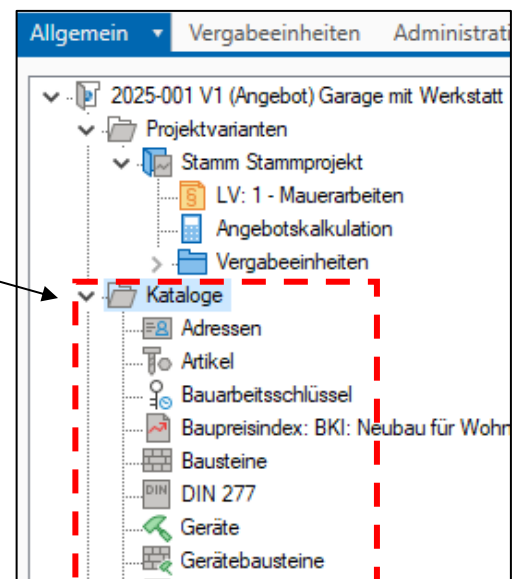 Allgemein Vergabeeinheiten Administrati
2025-001 V1 (Angebot) Garage mit Werkstatt
Projektvarianten
Stamm Stammprojekt
§ LV: 1 - Mauerarbeiten
Angebotskalkulation
Vergabeeinheiten
Kataloge
Adressen
Artikel
Bauarbeitsschlüssel
Baupreisindex: BKI: Neubau für Wohn
Bausteine
DIN DIN 277
Geräte
Gerätebausteine